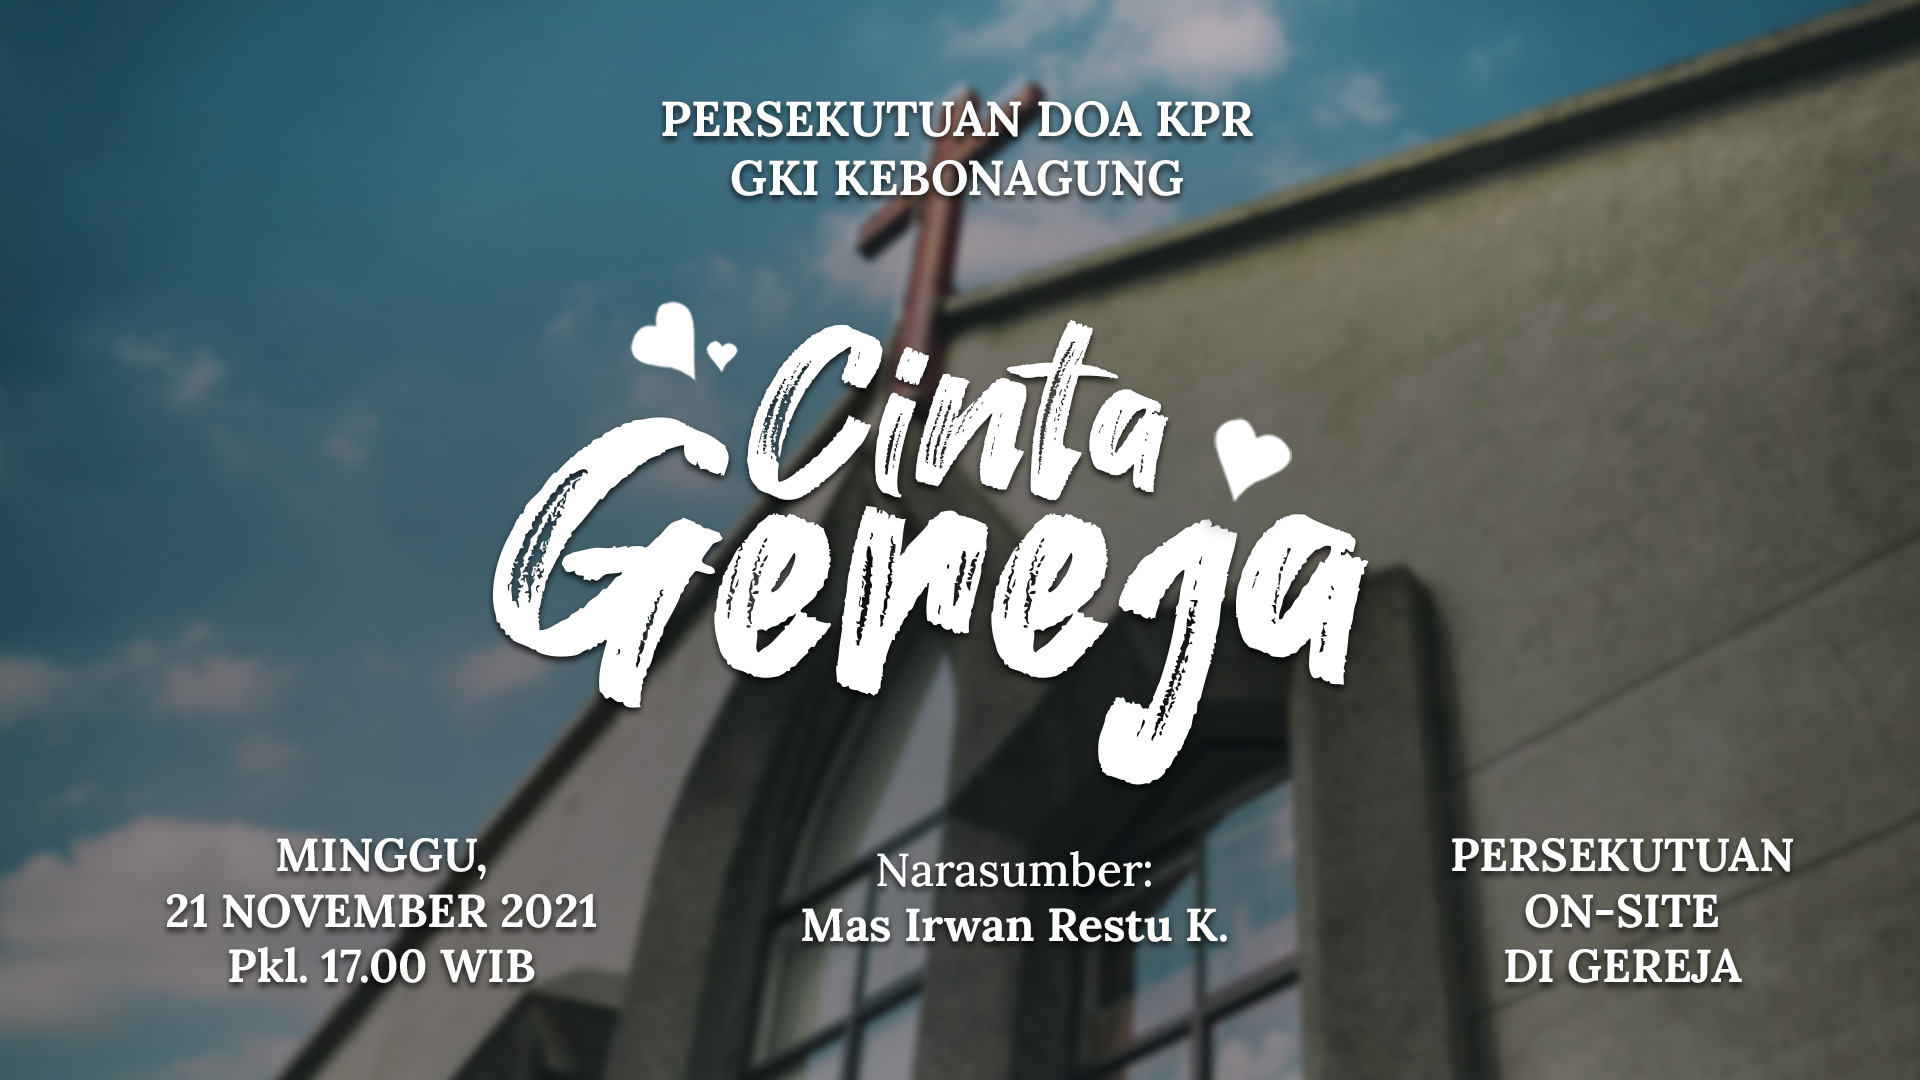 PERSEKUTUAN DOA KPR
GKI KEBONAGUNG
Cinta
Gereja
MINGGU,
21 NOVEMBER 2021
Pkl. 17.00 WIB
Narasumber:
Mas Irwan Restu K.
PERSEKUTUAN
ON-SITE
DI GEREJA